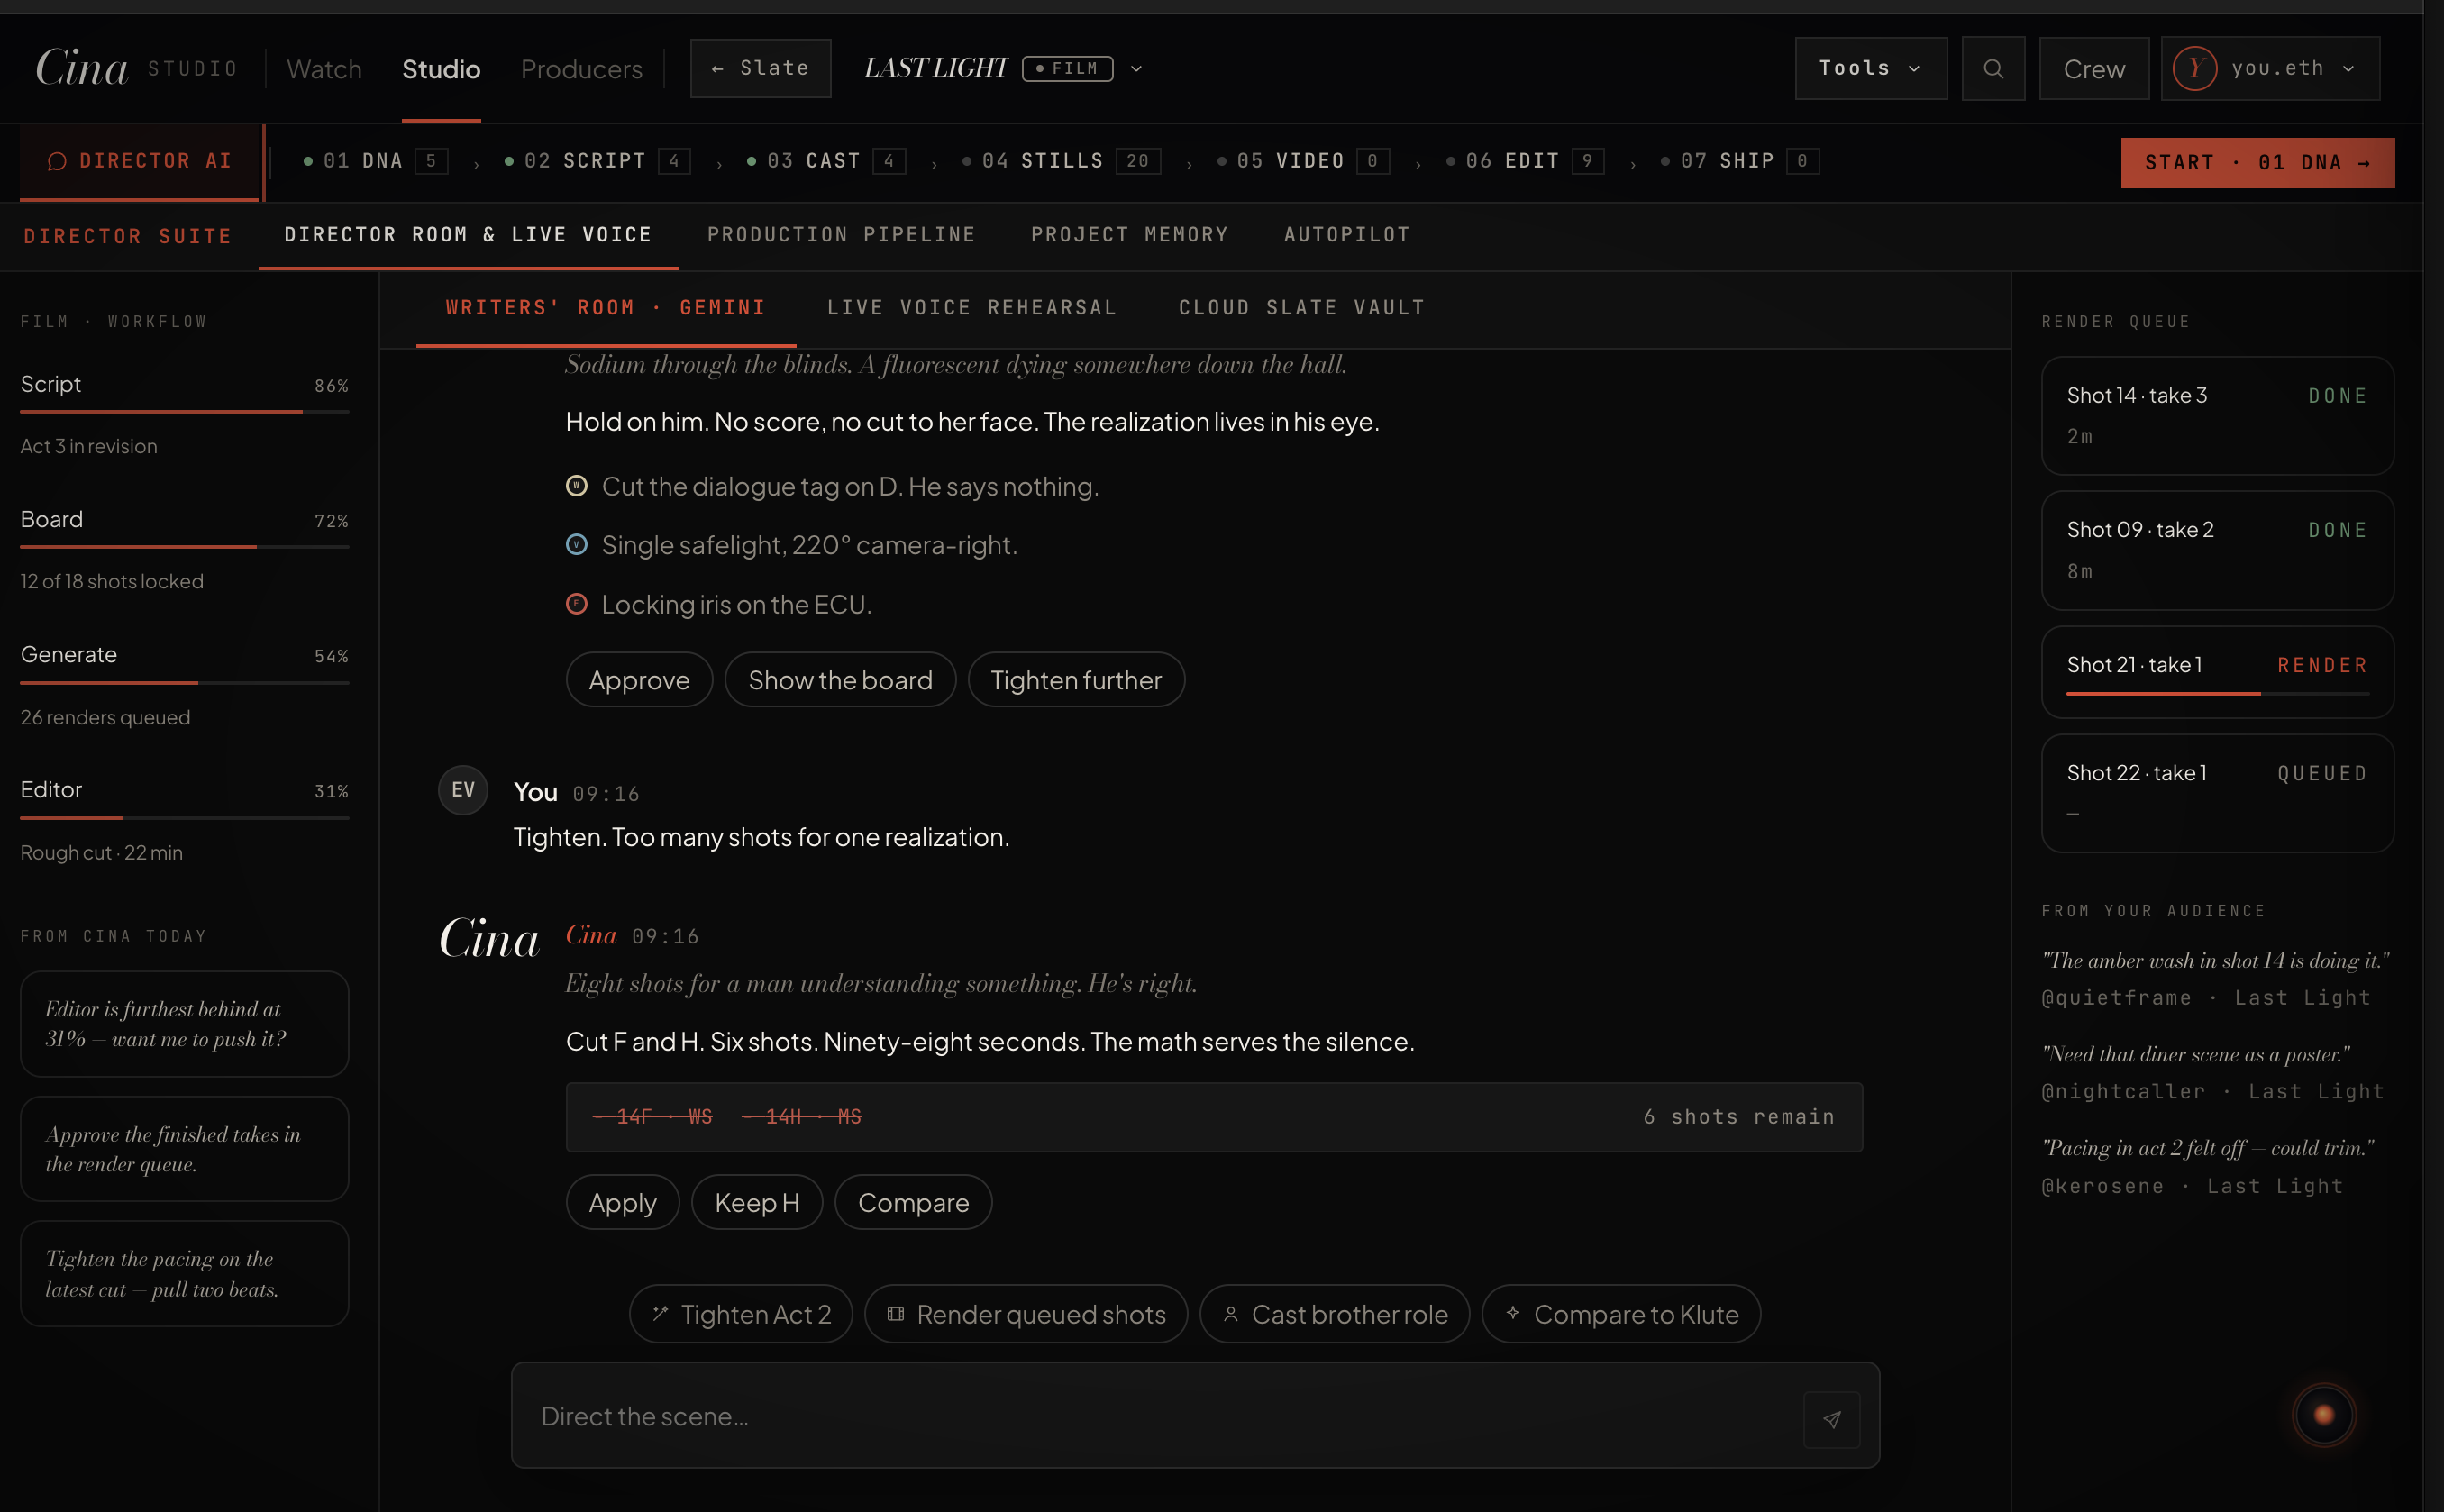 Cina STUDIO Watch Studio Producers ← Slate LAST LIGHT • FILM Tools Crew Y you.eth
DIRECTOR AI • 01 DNA 5 › • 02 SCRIPT 4 › • 03 CAST 4 › • 04 STILLS 20 › • 05 VIDEO 0 › • 06 EDIT 9 › • 07 SHIP 0 START · 01 DNA →
DIRECTOR SUITE DIRECTOR ROOM & LIVE VOICE PRODUCTION PIPELINE PROJECT MEMORY AUTOPILOT
FILM · WORKFLOW
Script 86%
Act 3 in revision
Board 72%
12 of 18 shots locked
Generate 54%
26 renders queued
Editor 31%
Rough cut · 22 min
FROM CINA TODAY
Editor is furthest behind at
31% — want me to push it?
Approve the finished takes in
the render queue.
Tighten the pacing on the
latest cut — pull two beats.
WRITERS' ROOM · GEMINI LIVE VOICE REHEARSAL CLOUD SLATE VAULT
Sodium through the blinds. A fluorescent dying somewhere down the hall.
Hold on him. No score, no cut to her face. The realization lives in his eye.
W Cut the dialogue tag on D. He says nothing.
V Single safelight, 220° camera-right.
E Locking iris on the ECU.
Approve Show the board Tighten further
EV You 09:16
Tighten. Too many shots for one realization.
Cina Cina 09:16
Eight shots for a man understanding something. He's right.
Cut F and H. Six shots. Ninety-eight seconds. The math serves the silence.
− 14F · WS − 14H · MS 6 shots remain
Apply Keep H Compare
Tighten Act 2 Render queued shots Cast brother role Compare to Klute
Direct the scene…
RENDER QUEUE
Shot 14 · take 3 DONE
2m
Shot 09 · take 2 DONE
8m
Shot 21 · take 1 RENDER
Shot 22 · take 1 QUEUED
—
FROM YOUR AUDIENCE
"The amber wash in shot 14 is doing it."
@quietframe · Last Light
"Need that diner scene as a poster."
@nightcaller · Last Light
"Pacing in act 2 felt off — could trim."
@kerosene · Last Light